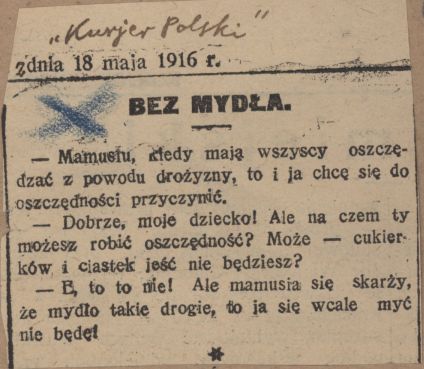 „Kurjer Polski”
zdnia 18 maja 1916 r.
BEZ MYDŁA.
— Mamusiu, kiedy mają wszyscy oszczę-
dzać z powodu drożyzny, to i ja chcę się do
oszczędności przyczynić.
— Dobrze, moje dziecko! Ale na czem ty
możesz robić oszczędność? Może — cukier-
ków i ciastek jeść nie będziesz?
— E, to to nie! Ale mamusia się skarży,
że mydło takie drogie, to ja się wcale myć
nie będę!
*